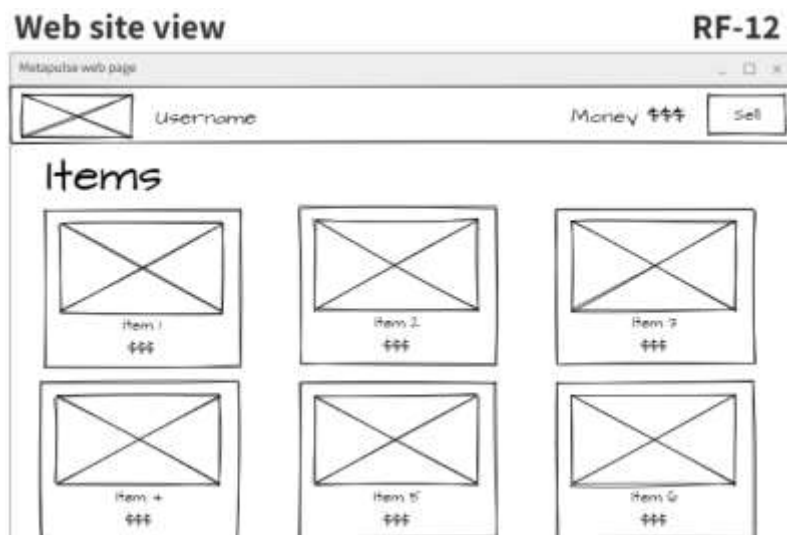 Web site view RF-12
Metapulse web page
Username Money $$$ Sell
Items
Item 1 Item 2 Item 3
$$$ $$$ $$$
Item 4 Item 5 Item 6
$$$ $$$ $$$